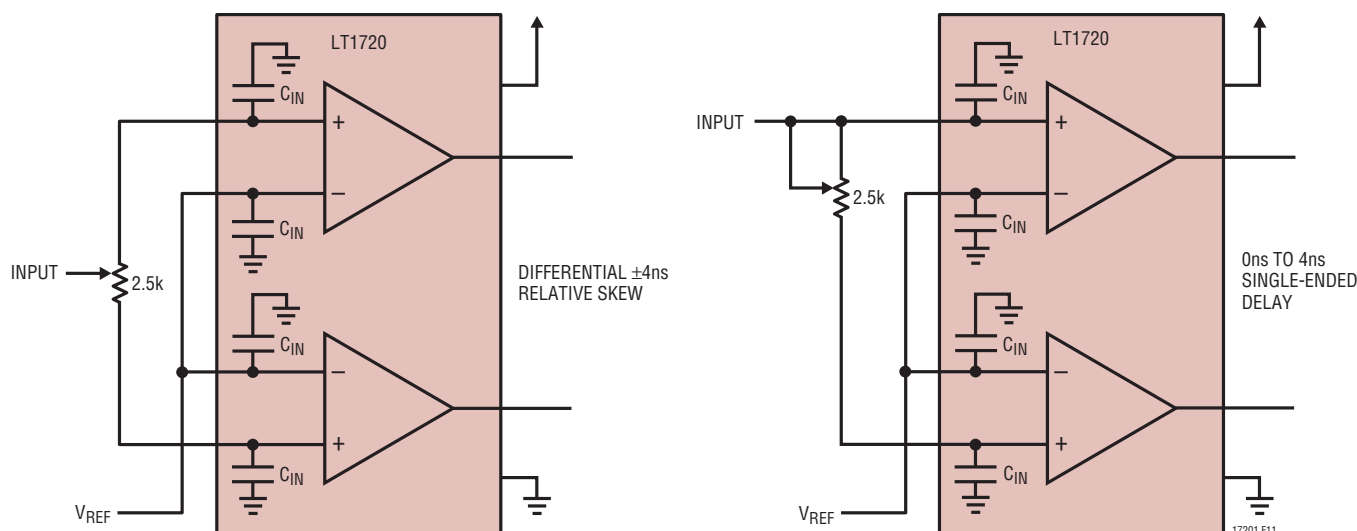 LT1720
C_IN
+
−
C_IN
INPUT
2.5k
DIFFERENTIAL ±4ns
RELATIVE SKEW
C_IN
−
+
C_IN
V_REF
LT1720
C_IN
INPUT
+
2.5k
−
C_IN
0ns TO 4ns
SINGLE-ENDED
DELAY
C_IN
−
+
C_IN
V_REF
17201 F11